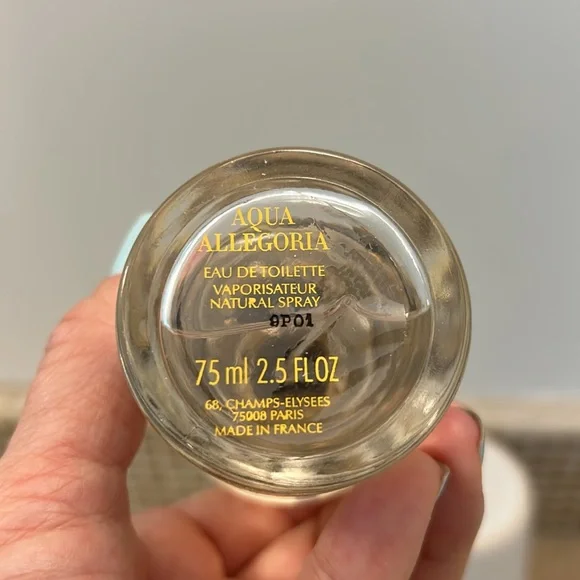 AQUA
ALLEGORIA
EAU DE TOILETTE
VAPORISATEUR
NATURAL SPRAY
9P01
75 ml 2.5 FL OZ
68, CHAMPS-ELYSEES
75008 PARIS
MADE IN FRANCE